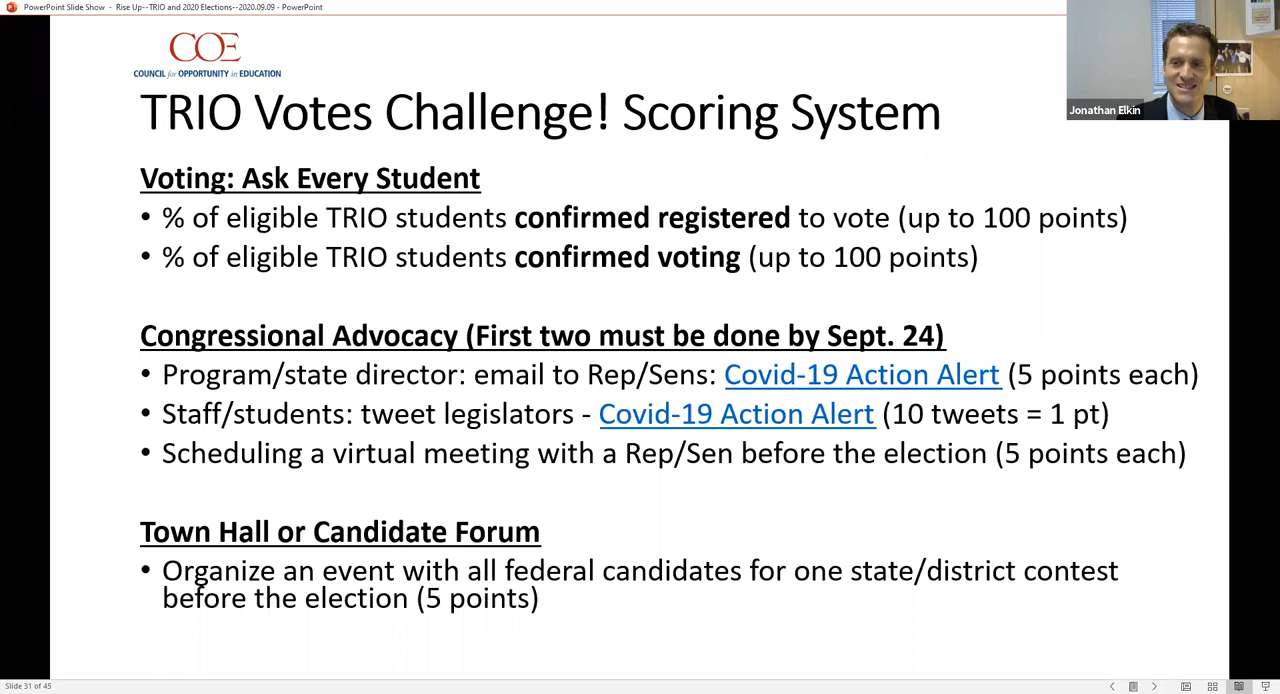 PowerPoint Slide Show - Rise Up--TRIO and 2020 Elections--2020.09.09 - PowerPoint
COE
COUNCIL for OPPORTUNITY in EDUCATION
Jonathan Elkin
TRIO Votes Challenge! Scoring System
Voting: Ask Every Student
• % of eligible TRIO students confirmed registered to vote (up to 100 points)
• % of eligible TRIO students confirmed voting (up to 100 points)
Congressional Advocacy (First two must be done by Sept. 24)
• Program/state director: email to Rep/Sens: Covid-19 Action Alert (5 points each)
• Staff/students: tweet legislators - Covid-19 Action Alert (10 tweets = 1 pt)
• Scheduling a virtual meeting with a Rep/Sen before the election (5 points each)
Town Hall or Candidate Forum
• Organize an event with all federal candidates for one state/district contest
before the election (5 points)
Slide 31 of 45